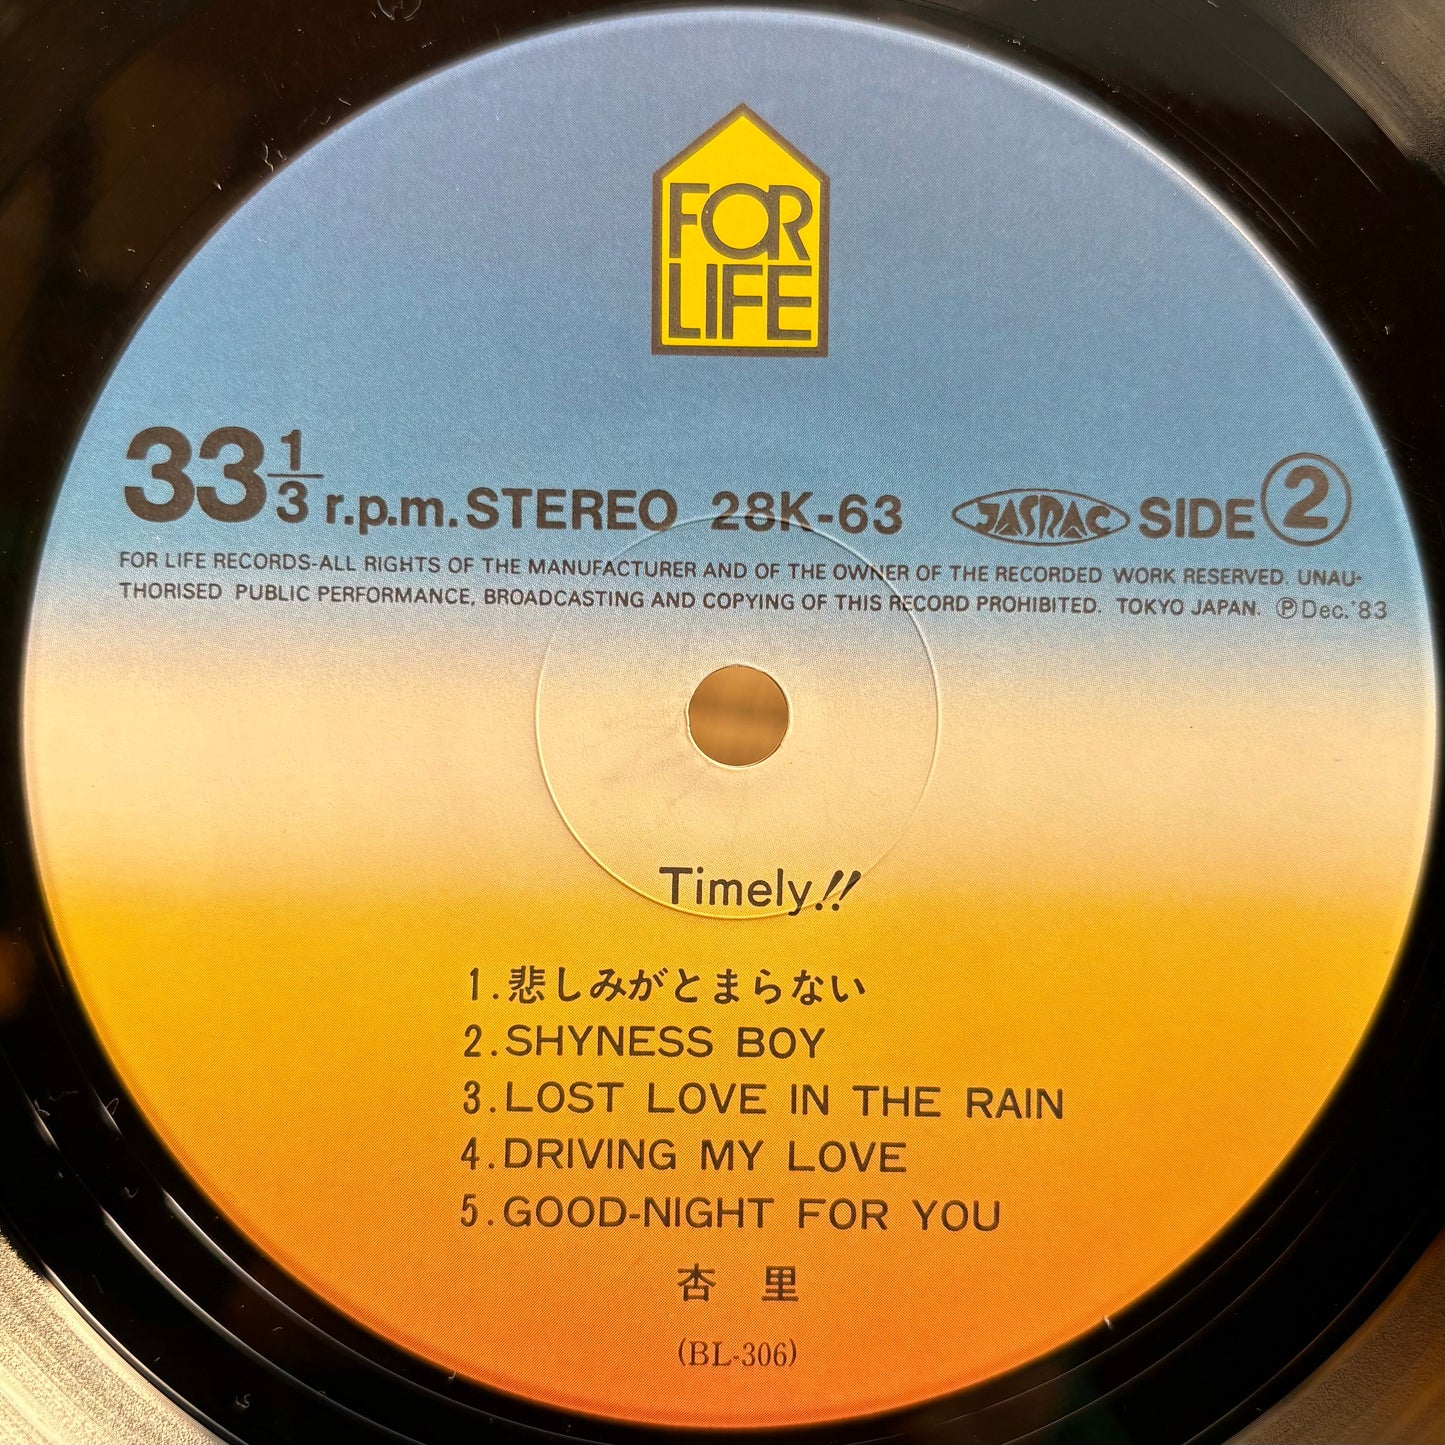 FOR
LIFE
33 1/3 r.p.m. STEREO 28K-63 JASRAC SIDE 2
FOR LIFE RECORDS-ALL RIGHTS OF THE MANUFACTURER AND OF THE OWNER OF THE RECORDED WORK RESERVED. UNAU-
THORISED PUBLIC PERFORMANCE, BROADCASTING AND COPYING OF THIS RECORD PROHIBITED. TOKYO JAPAN. ℗Dec.'83
Timely!!
1.悲しみがとまらない
2.SHYNESS BOY
3.LOST LOVE IN THE RAIN
4.DRIVING MY LOVE
5.GOOD-NIGHT FOR YOU
杏 里
(BL-306)